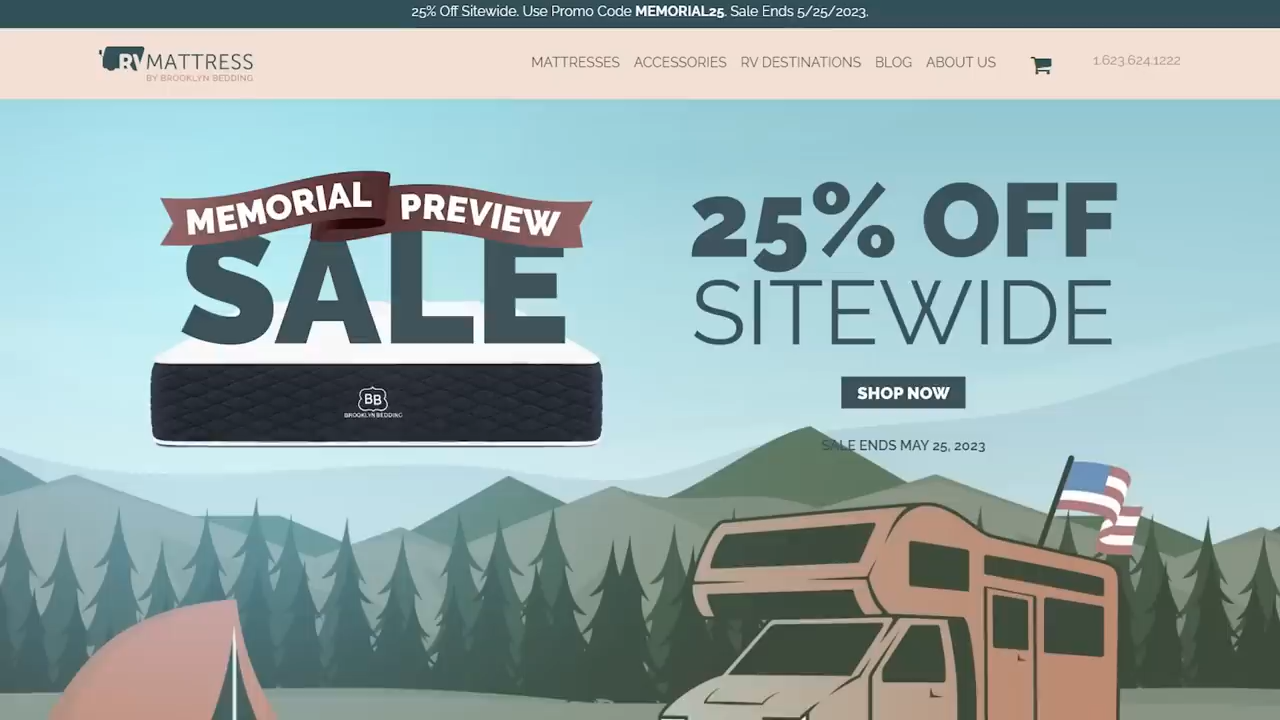 25% Off Sitewide. Use Promo Code MEMORIAL25. Sale Ends 5/25/2023.
RVMATTRESS
BY BROOKLYN BEDDING
MATTRESSES ACCESSORIES RV DESTINATIONS BLOG ABOUT US
1.623.624.1222
MEMORIAL PREVIEW
SALE
BB
BROOKLYN BEDDING
25% OFF
SITEWIDE
SHOP NOW
SALE ENDS MAY 25, 2023